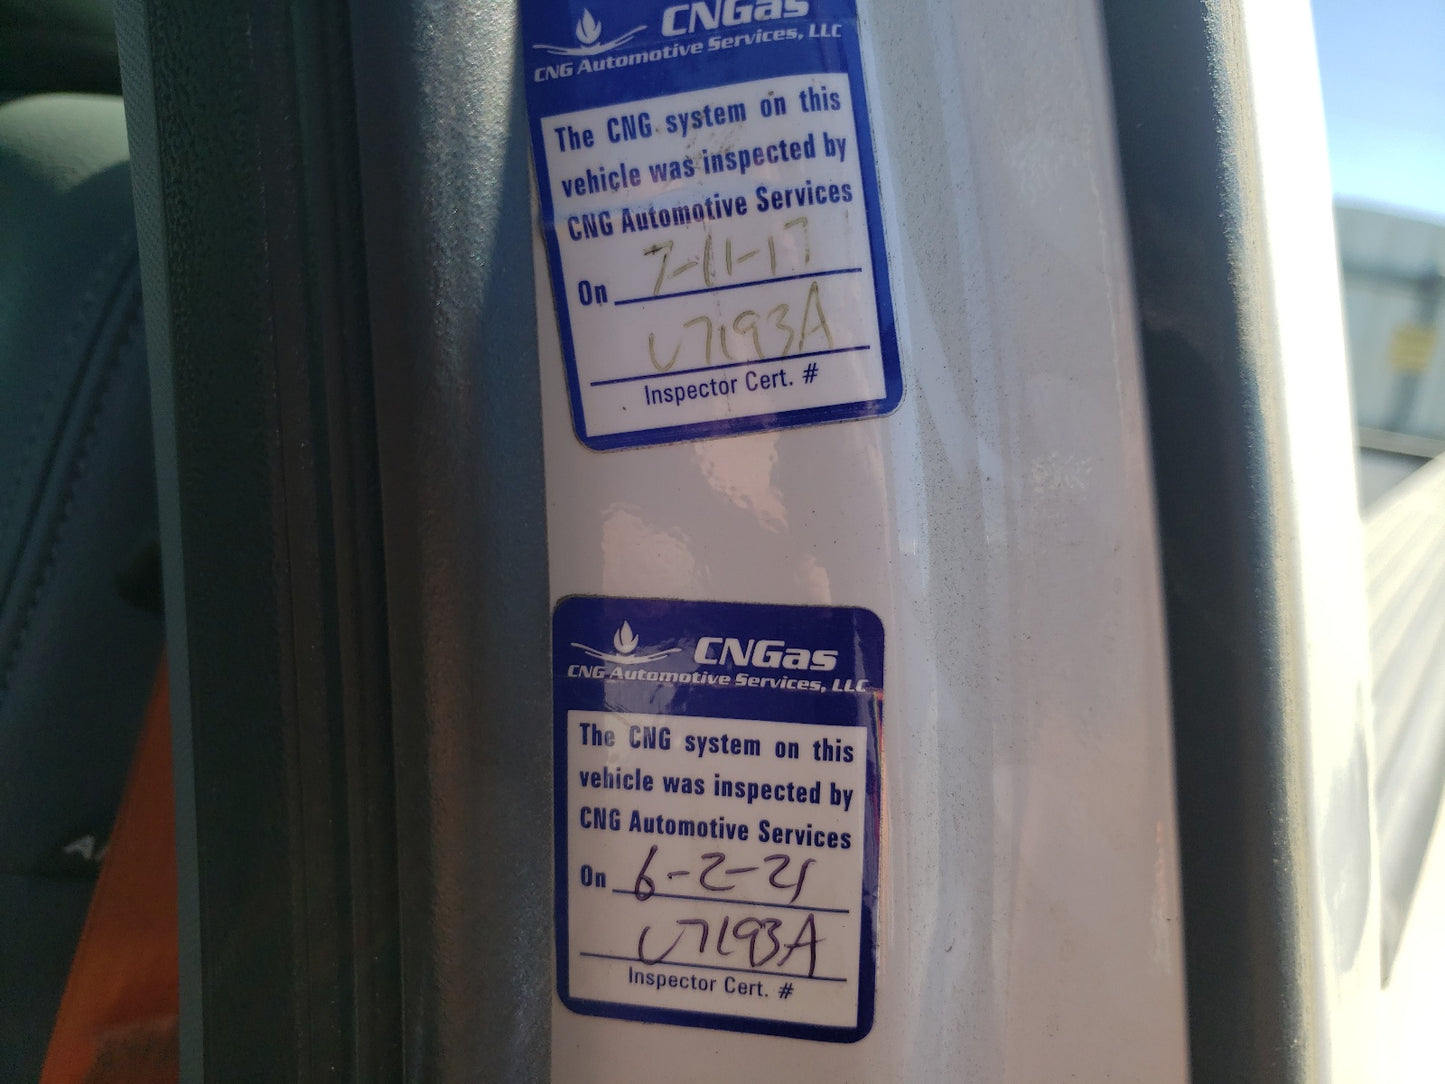 CNGas
CNG Automotive Services, LLC
The CNG system on this
vehicle was inspected by
CNG Automotive Services
On 7-11-17
U7193A
Inspector Cert. #
CNGas
CNG Automotive Services, LLC
The CNG system on this
vehicle was inspected by
CNG Automotive Services
On 6-2-21
U7193A
Inspector Cert. #